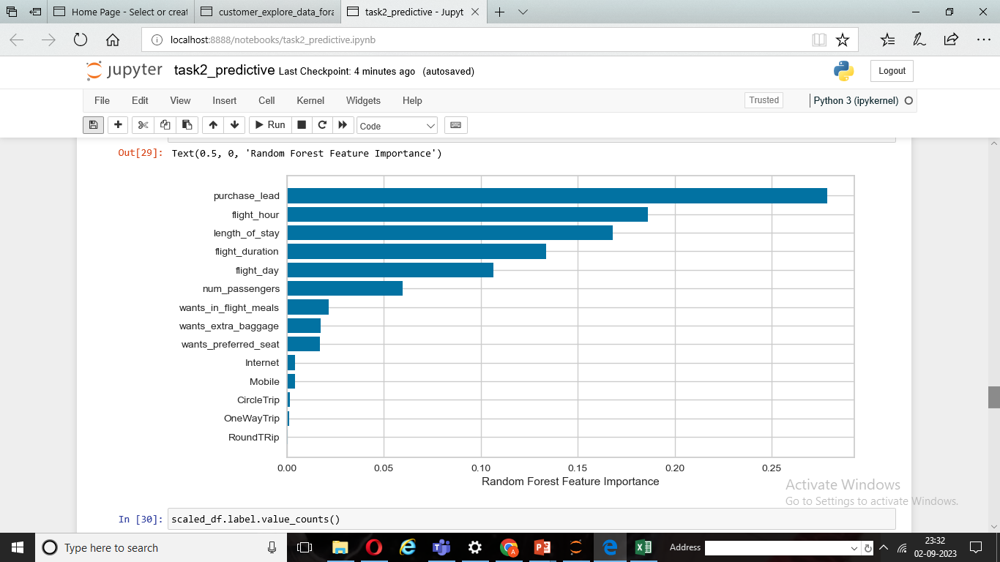 Home Page - Select or creat
customer_explore_data_fora
task2_predictive - Jupyt
localhost:8888/notebooks/task2_predictive.ipynb
jupyter task2_predictive Last Checkpoint: 4 minutes ago (autosaved)
Logout
File Edit View Insert Cell Kernel Widgets Help
Trusted
Python 3 (ipykernel)
Run
Code
Out[29]: Text(0.5, 0, 'Random Forest Feature Importance')
purchase_lead
flight_hour
length_of_stay
flight_duration
flight_day
num_passengers
wants_in_flight_meals
wants_extra_baggage
wants_preferred_seat
Internet
Mobile
CircleTrip
OneWayTrip
RoundTRip
0.00 0.05 0.10 0.15 0.20 0.25
Random Forest Feature Importance
Activate Windows
Go to Settings to activate Windows.
In [30]: scaled_df.label.value_counts()
Type here to search
Address
23:32
02-09-2023